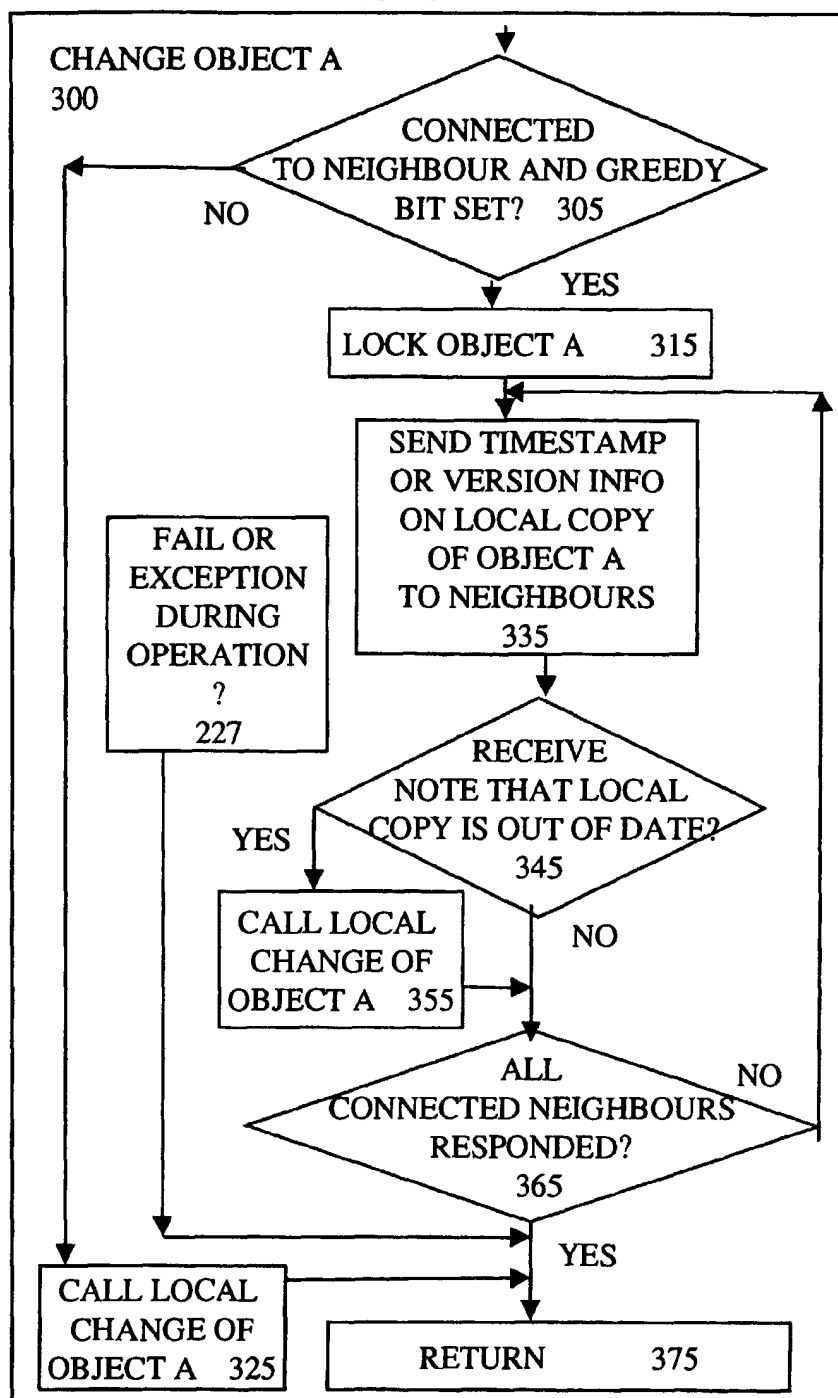 CHANGE OBJECT A
300
CONNECTED
TO NEIGHBOUR AND GREEDY
BIT SET? 305
NO
YES
LOCK OBJECT A 315
SEND TIMESTAMP
OR VERSION INFO
ON LOCAL COPY
OF OBJECT A
TO NEIGHBOURS
335
FAIL OR
EXCEPTION
DURING
OPERATION
?
227
RECEIVE
NOTE THAT LOCAL
COPY IS OUT OF DATE?
345
YES
NO
CALL LOCAL
CHANGE OF
OBJECT A 355
ALL
CONNECTED NEIGHBOURS
RESPONDED?
365
NO
YES
CALL LOCAL
CHANGE OF
OBJECT A 325
RETURN 375